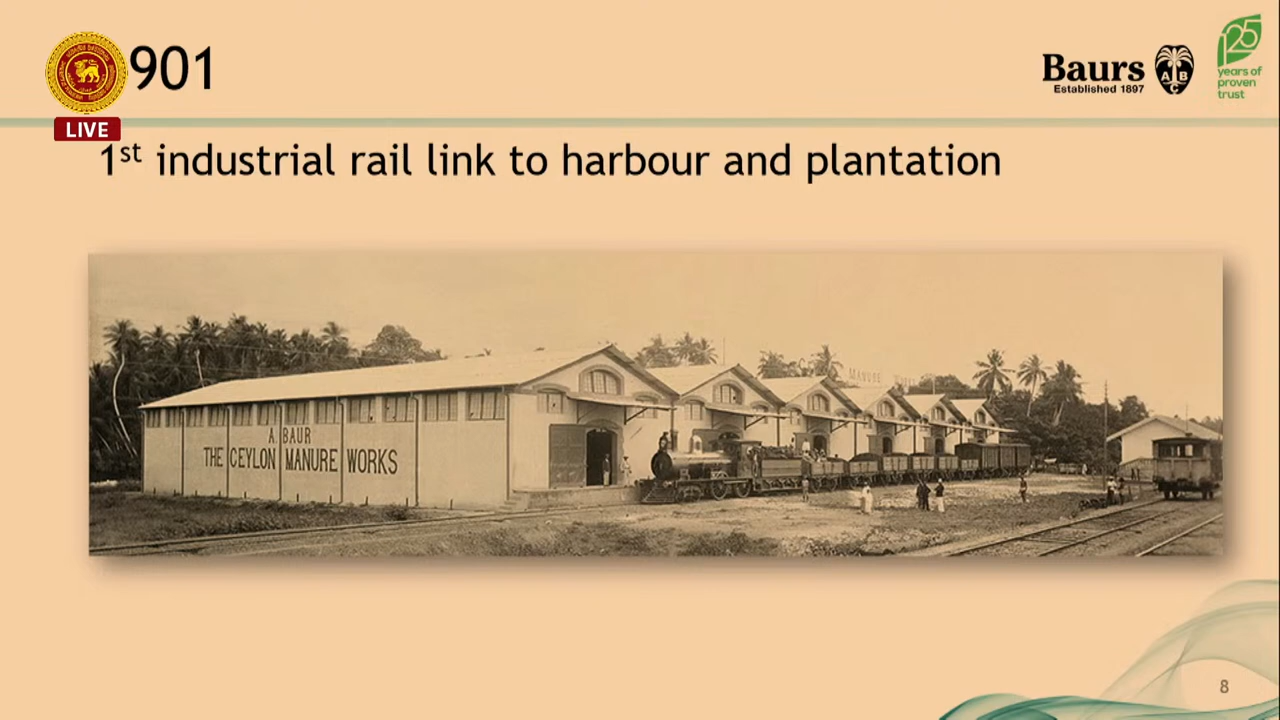 901
Baurs
Established 1897
A B
C
125
years of
proven
trust
LIVE
1st industrial rail link to harbour and plantation
MANURE
A. BAUR
THE CEYLON MANURE WORKS
8